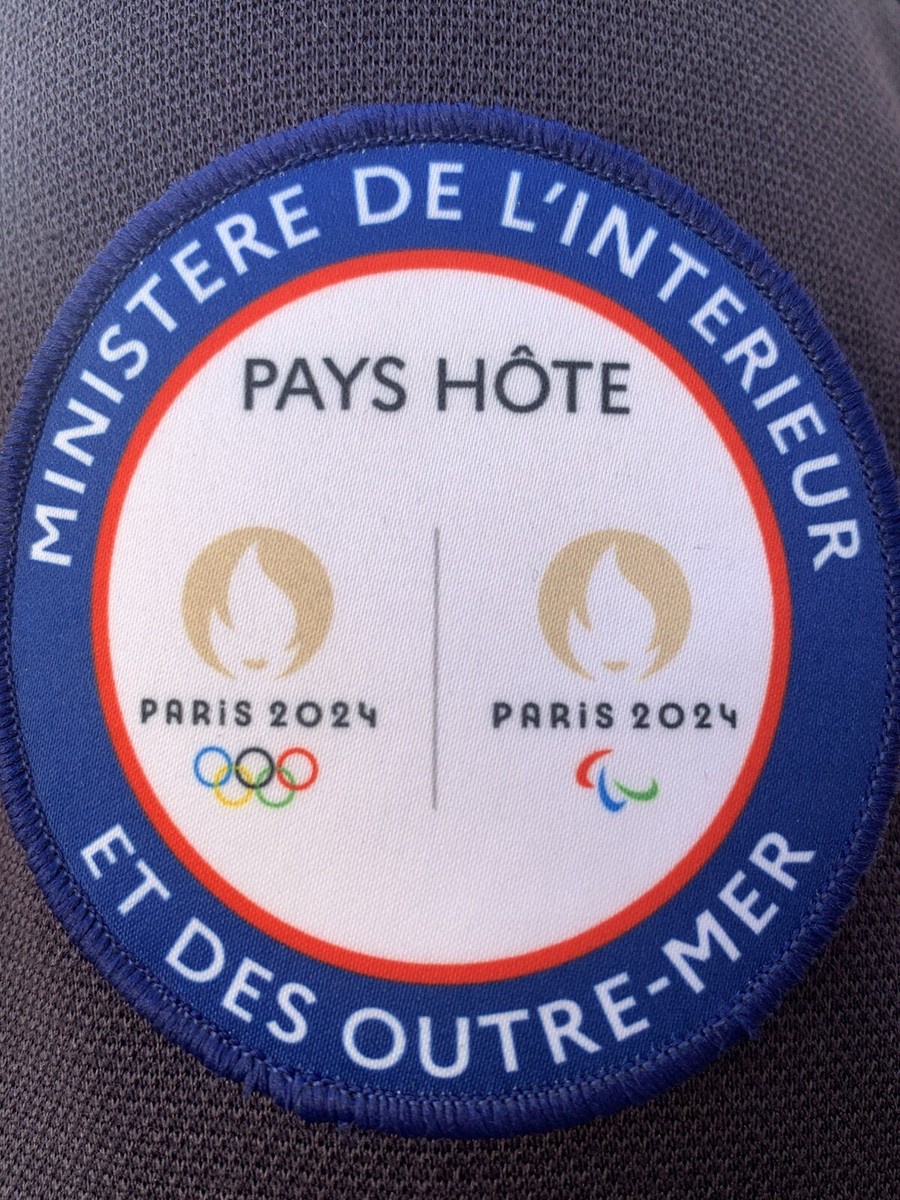 MINISTERE DE L'INTERIEUR
PAYS HÔTE
PARIS 2024
PARIS 2024
ET DES OUTRE-MER